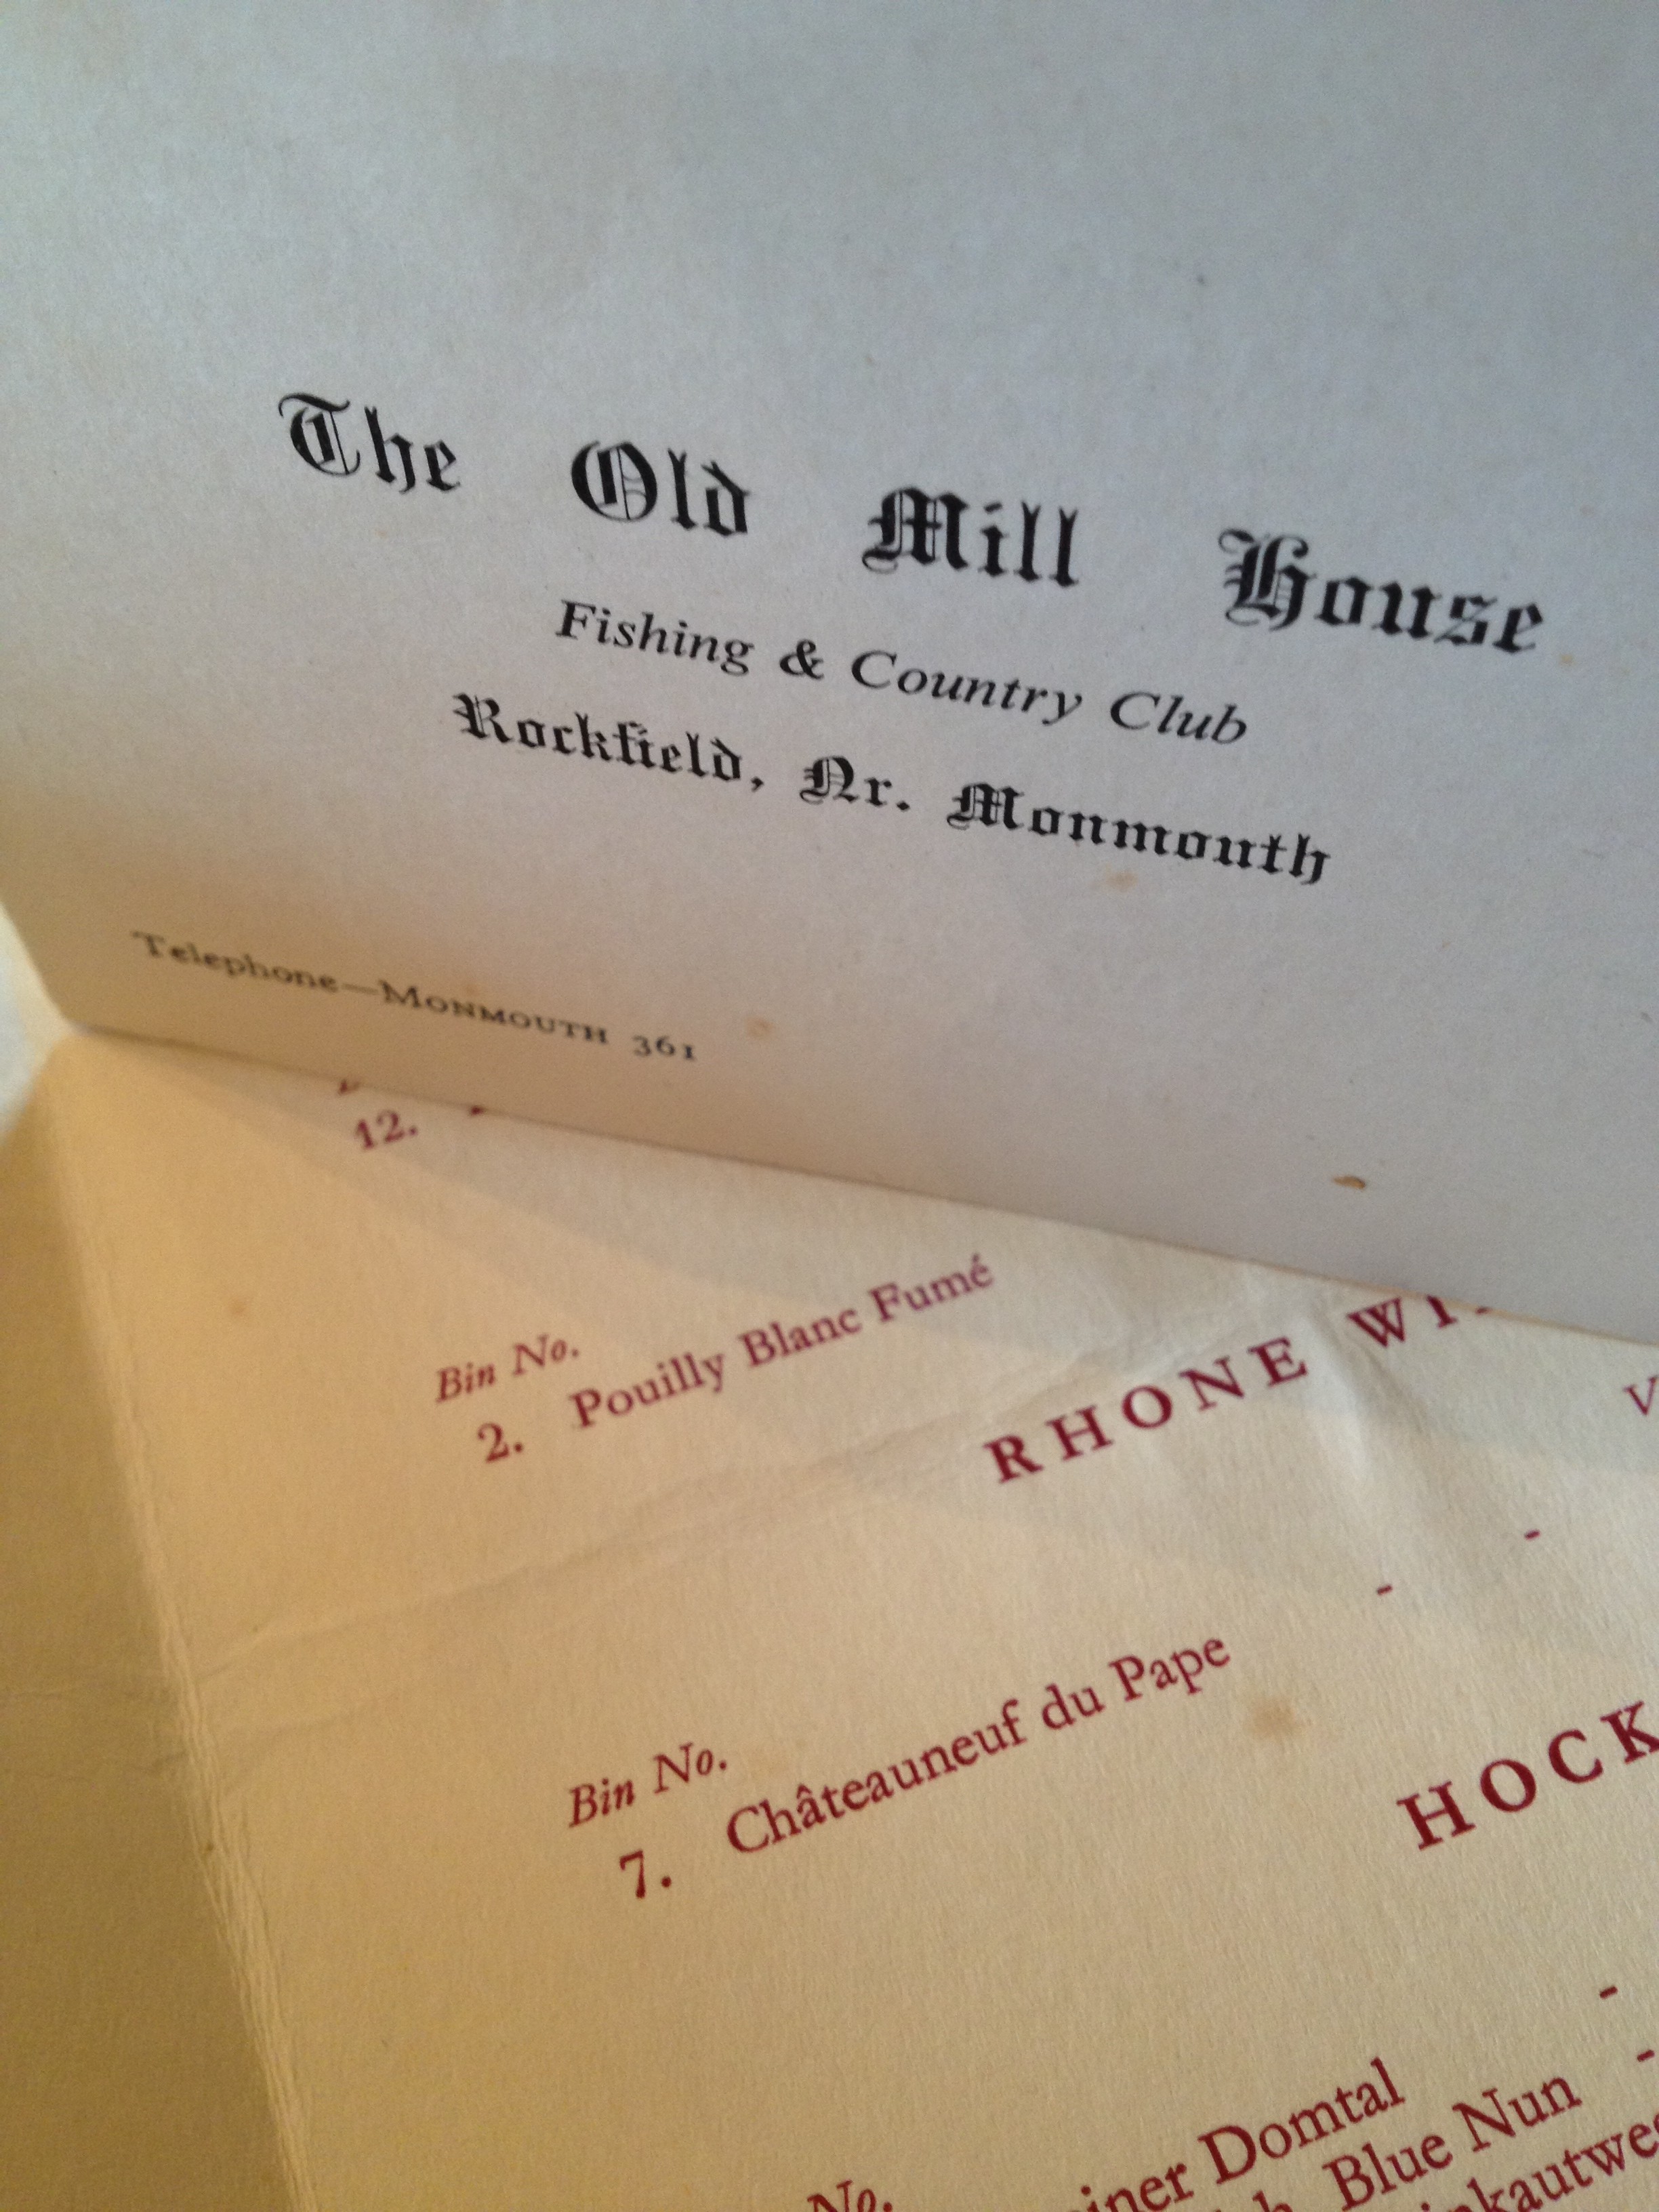 The Old Mill House
Fishing & Country Club
Rockfield, Nr. Monmouth
Telephone—MONMOUTH 361
12.
Bin No.
2. Pouilly Blanc Fumé
RHONE
Bin No.
7. Châteauneuf du Pape - -
HOCK
No.
Domtal -
Blue Nun -